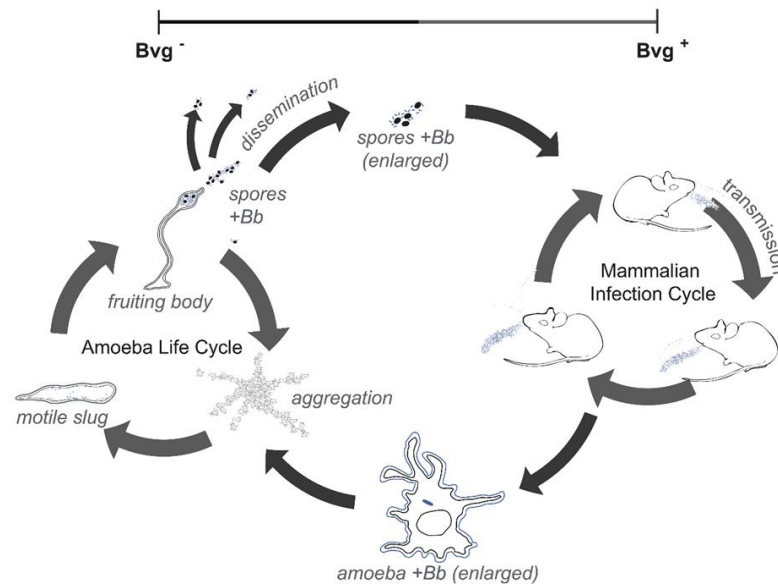 Bvg - Bvg +
dissemination
spores +Bb
(enlarged)
spores
+Bb
transmission
fruiting body
Mammalian
Infection Cycle
Amoeba Life Cycle
motile slug
aggregation
amoeba +Bb (enlarged)